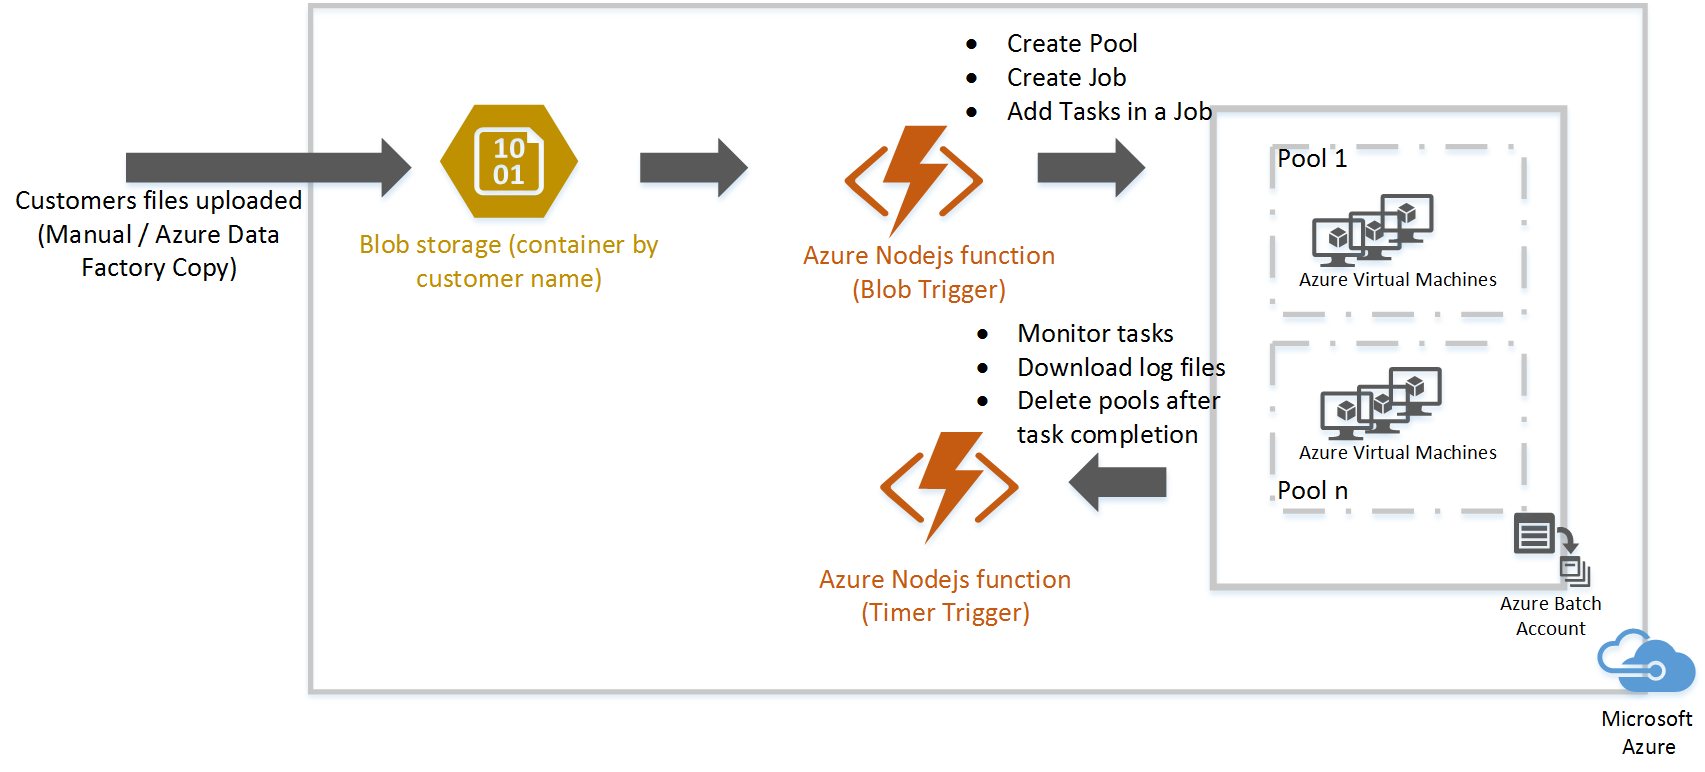 • Create Pool
• Create Job
• Add Tasks in a Job
10
01
Customers files uploaded
(Manual / Azure Data
Factory Copy)
Blob storage (container by
customer name)
Azure Nodejs function
(Blob Trigger)
Pool 1
Azure Virtual Machines
• Monitor tasks
• Download log files
• Delete pools after
task completion
Azure Virtual Machines
Pool n
Azure Nodejs function
(Timer Trigger)
Azure Batch
Account
Microsoft
Azure